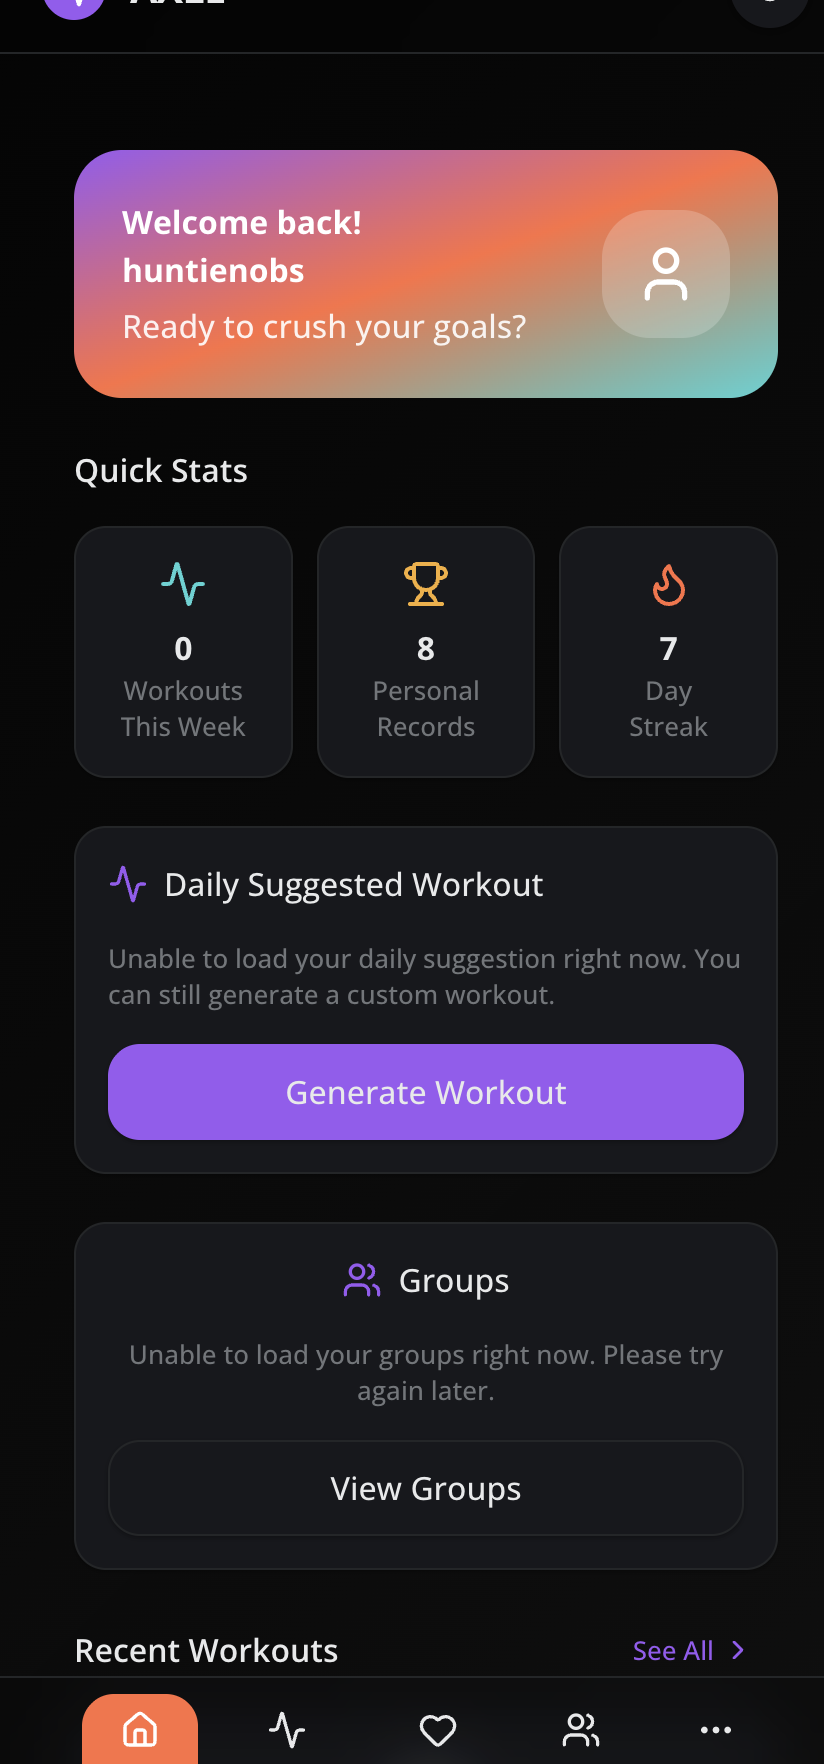 Welcome back!
huntienobs
Ready to crush your goals?
Quick Stats
0
Workouts
This Week
8
Personal
Records
7
Day
Streak
Daily Suggested Workout
Unable to load your daily suggestion right now. You
can still generate a custom workout.
Generate Workout
Groups
Unable to load your groups right now. Please try
again later.
View Groups
Recent Workouts
See All